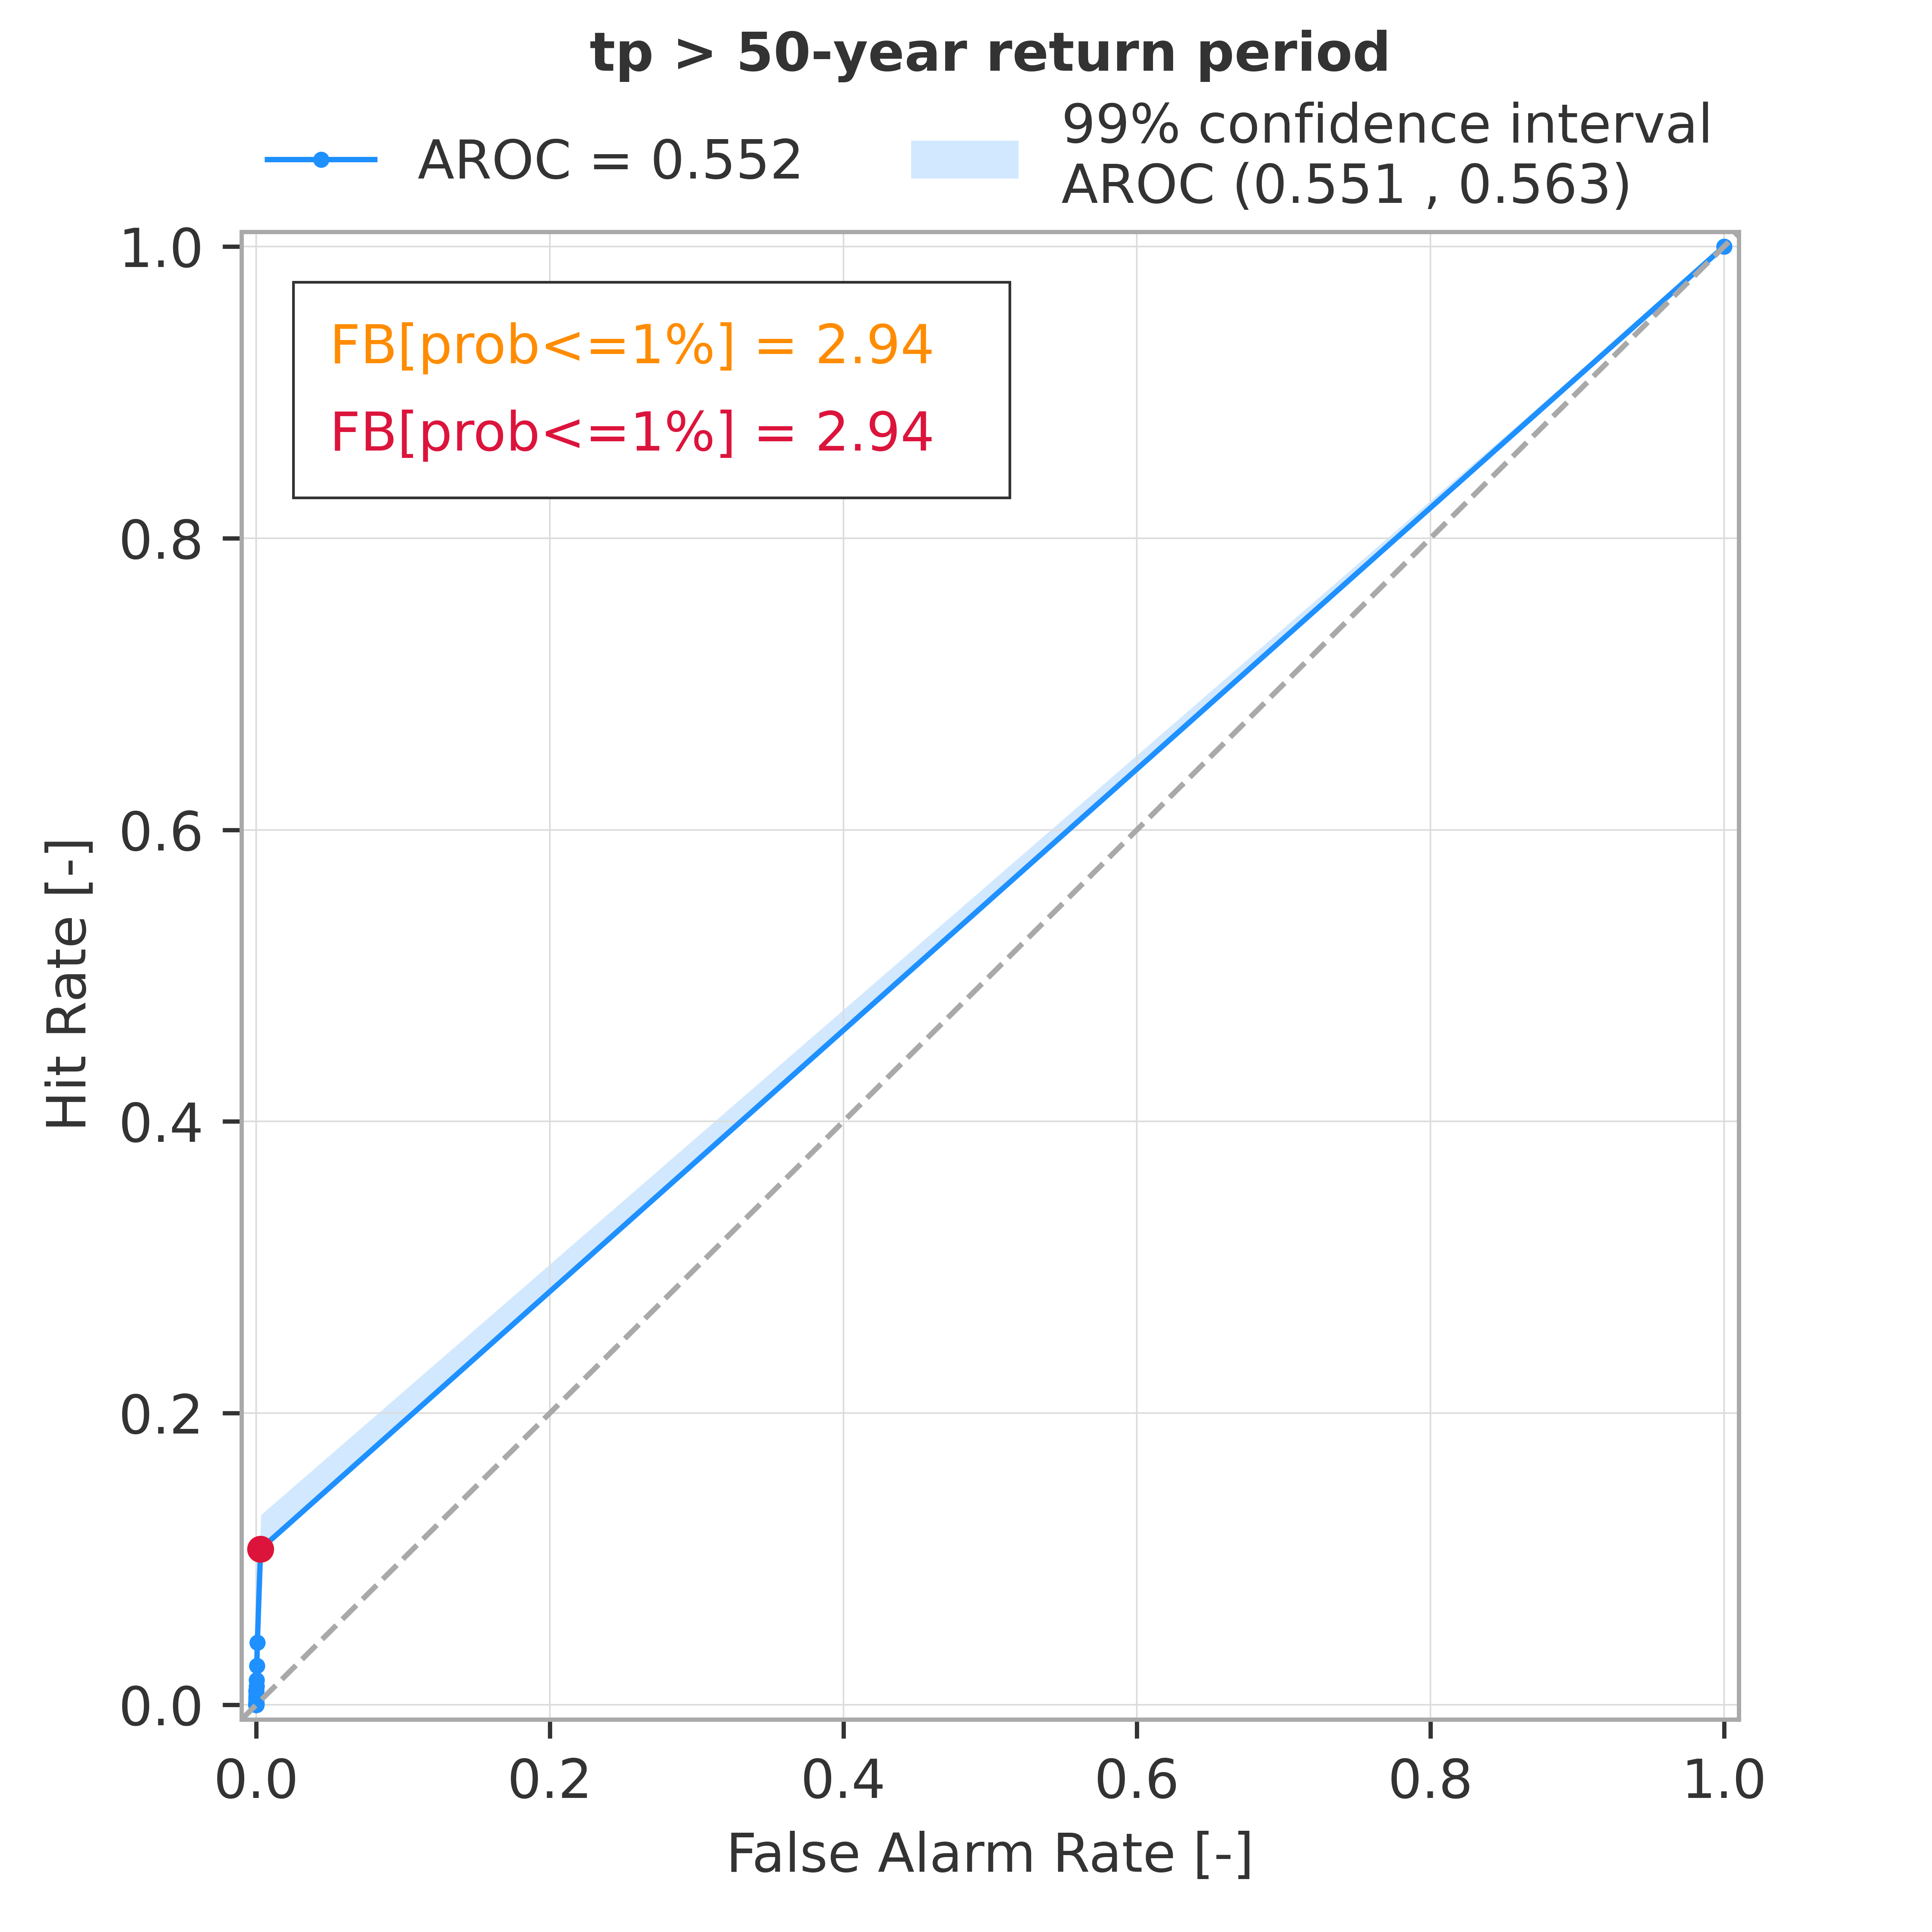 tp > 50-year return period
AROC = 0.552
99% confidence interval
AROC (0.551 , 0.563)
FB[prob<=1%] = 2.94
FB[prob<=1%] = 2.94
1.0
0.8
0.6
0.4
0.2
0.0
Hit Rate [-]
0.0 0.2 0.4 0.6 0.8 1.0
False Alarm Rate [-]